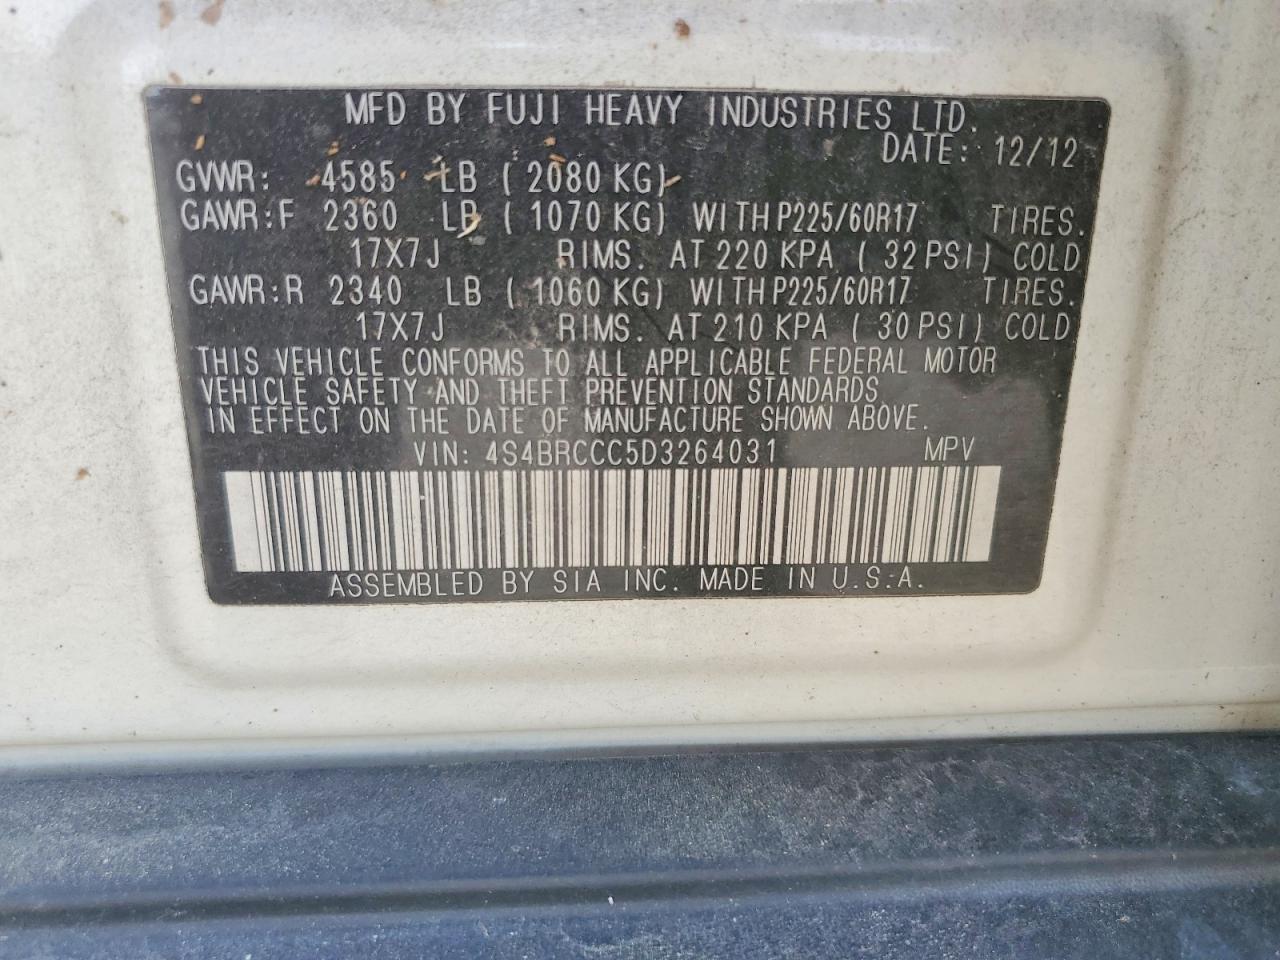 MFD BY FUJI HEAVY INDUSTRIES LTD.
DATE: 12/12
GVWR: 4585 LB ( 2080 KG)
GAWR:F 2360 LB ( 1070 KG) WITH P225/60R17 TIRES.
17X7J RIMS. AT 220 KPA ( 32 PSI) COLD
GAWR:R 2340 LB ( 1060 KG) WITH P225/60R17 TIRES.
17X7J RIMS. AT 210 KPA ( 30 PSI) COLD
THIS VEHICLE CONFORMS TO ALL APPLICABLE FEDERAL MOTOR
VEHICLE SAFETY AND THEFT PREVENTION STANDARDS
IN EFFECT ON THE DATE OF MANUFACTURE SHOWN ABOVE.
VIN: 4S4BRCCC5D3264031 MPV
ASSEMBLED BY SIA INC. MADE IN U.S.A.